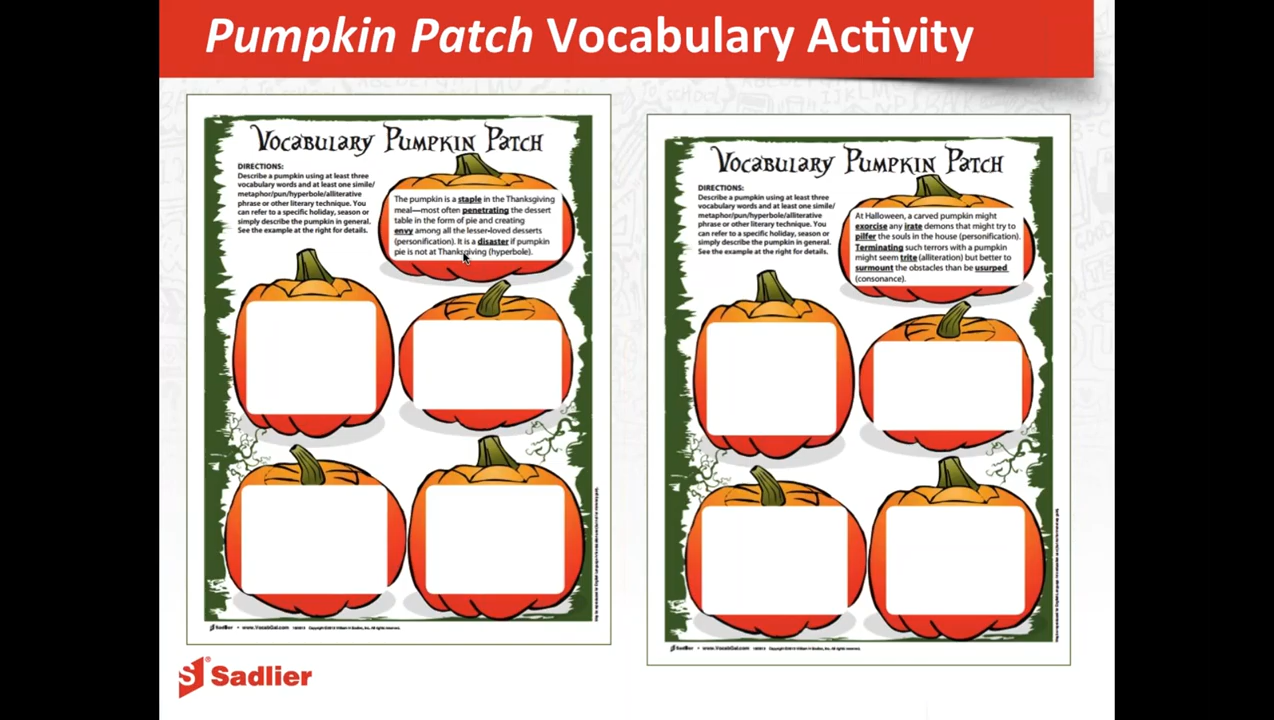 Pumpkin Patch Vocabulary Activity
Vocabulary Pumpkin Patch
DIRECTIONS:
Describe a pumpkin using at least three
vocabulary words and at least one simile/
metaphor/pun/hyperbole/alliterative
phrase or other literary technique. You
can refer to a specific holiday, season or
simply describe the pumpkin in general.
See the example at the right for details.
The pumpkin is a staple in the Thanksgiving
meal—most often penetrating the dessert
table in the form of pie and creating
envy among all the lesser-loved desserts
(personification). It is a disaster if pumpkin
pie is not at Thanksgiving (hyperbole).
Sadlier • www.VocabGal.com
Vocabulary Pumpkin Patch
DIRECTIONS:
Describe a pumpkin using at least three
vocabulary words and at least one simile/
metaphor/pun/hyperbole/alliterative
phrase or other literary technique. You
can refer to a specific holiday, season or
simply describe the pumpkin in general.
See the example at the right for details.
At Halloween, a carved pumpkin might
exorcise any irate demons that might try to
pilfer the souls in the house (personification).
Terminating such terrors with a pumpkin
might seem trite (alliteration) but better to
surmount the obstacles than be usurped
(consonance).
Sadlier • www.VocabGal.com
S® Sadlier